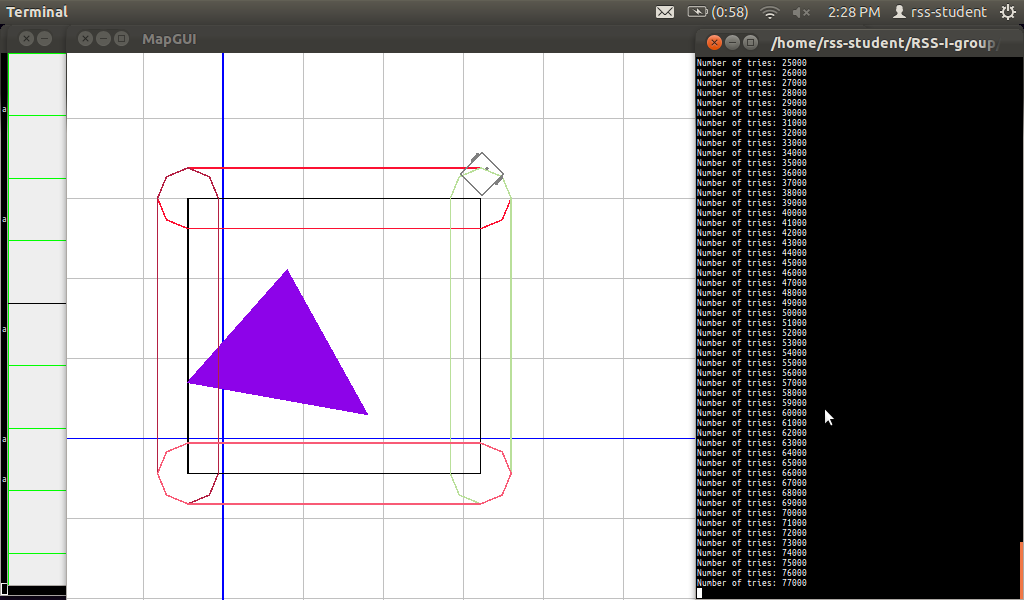 Terminal
(0:58)
2:28 PM
rss-student
MapGUI
/home/rss-student/RSS-I-group
a
a
a
a
a
Number of tries: 25000
Number of tries: 26000
Number of tries: 27000
Number of tries: 28000
Number of tries: 29000
Number of tries: 30000
Number of tries: 31000
Number of tries: 32000
Number of tries: 33000
Number of tries: 34000
Number of tries: 35000
Number of tries: 36000
Number of tries: 37000
Number of tries: 38000
Number of tries: 39000
Number of tries: 40000
Number of tries: 41000
Number of tries: 42000
Number of tries: 43000
Number of tries: 44000
Number of tries: 45000
Number of tries: 46000
Number of tries: 47000
Number of tries: 48000
Number of tries: 49000
Number of tries: 50000
Number of tries: 51000
Number of tries: 52000
Number of tries: 53000
Number of tries: 54000
Number of tries: 55000
Number of tries: 56000
Number of tries: 57000
Number of tries: 58000
Number of tries: 59000
Number of tries: 60000
Number of tries: 61000
Number of tries: 62000
Number of tries: 63000
Number of tries: 64000
Number of tries: 65000
Number of tries: 66000
Number of tries: 67000
Number of tries: 68000
Number of tries: 69000
Number of tries: 70000
Number of tries: 71000
Number of tries: 72000
Number of tries: 73000
Number of tries: 74000
Number of tries: 75000
Number of tries: 76000
Number of tries: 77000